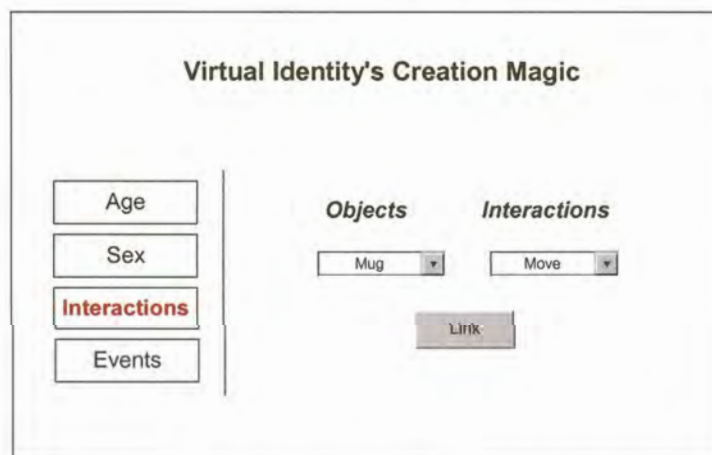 Virtual Identity's Creation Magic
Age
Sex
Interactions
Events
Objects Interactions
Mug Move
Link